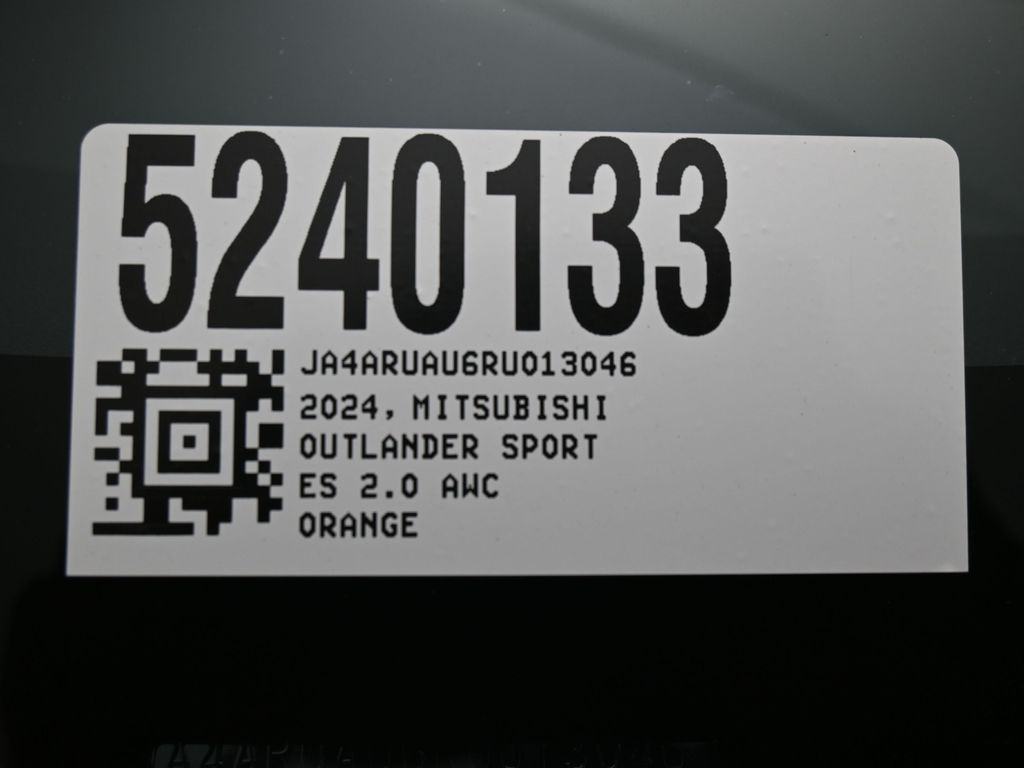 5240133
JA4ARUAU6RU013046
2024, MITSUBISHI
OUTLANDER SPORT
ES 2.0 AWC
ORANGE